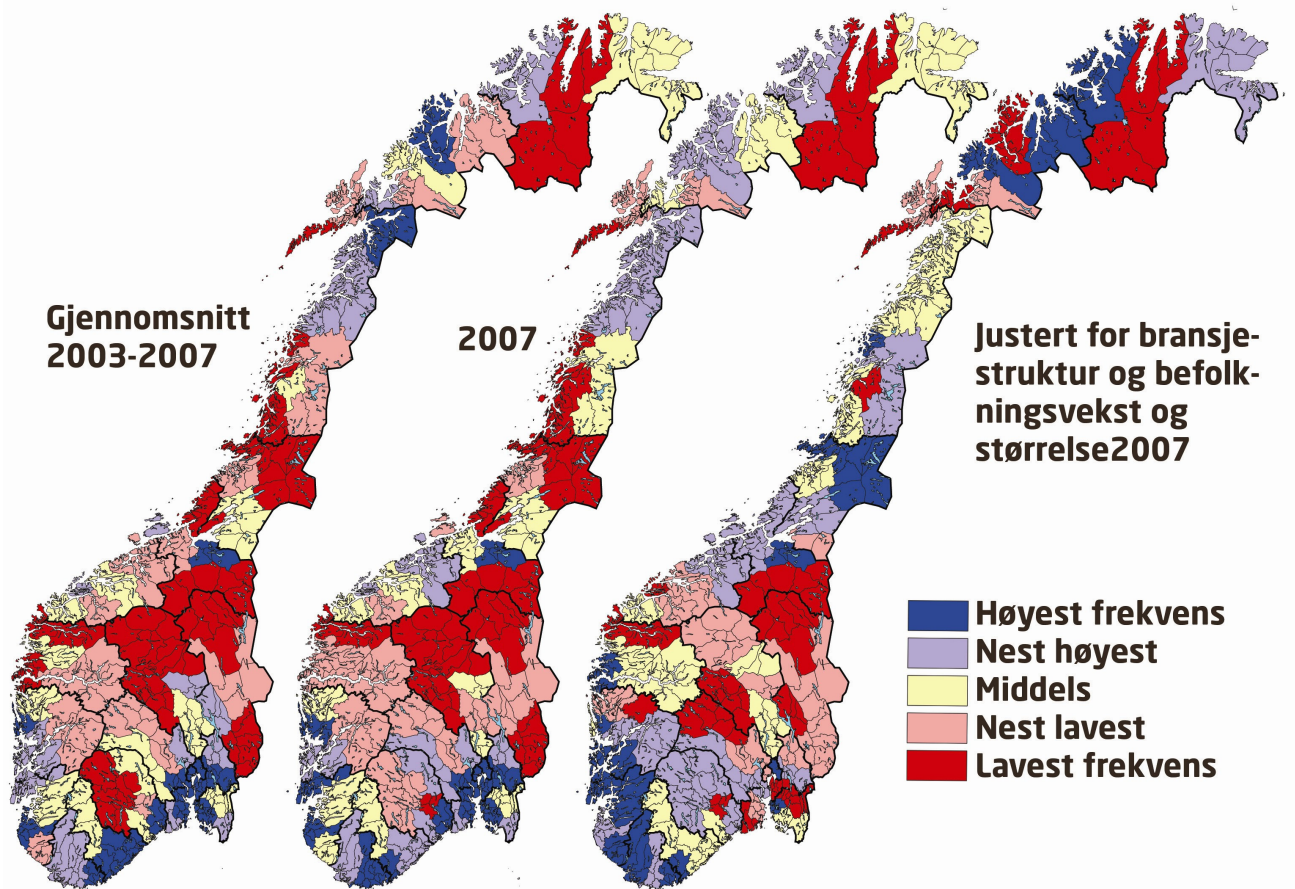 Gjennomsnitt
2003-2007
2007
Justert for bransje-
struktur og befolk-
ningsvekst og
størrelse2007
Høyest frekvens
Nest høyest
Middels
Nest lavest
Lavest frekvens